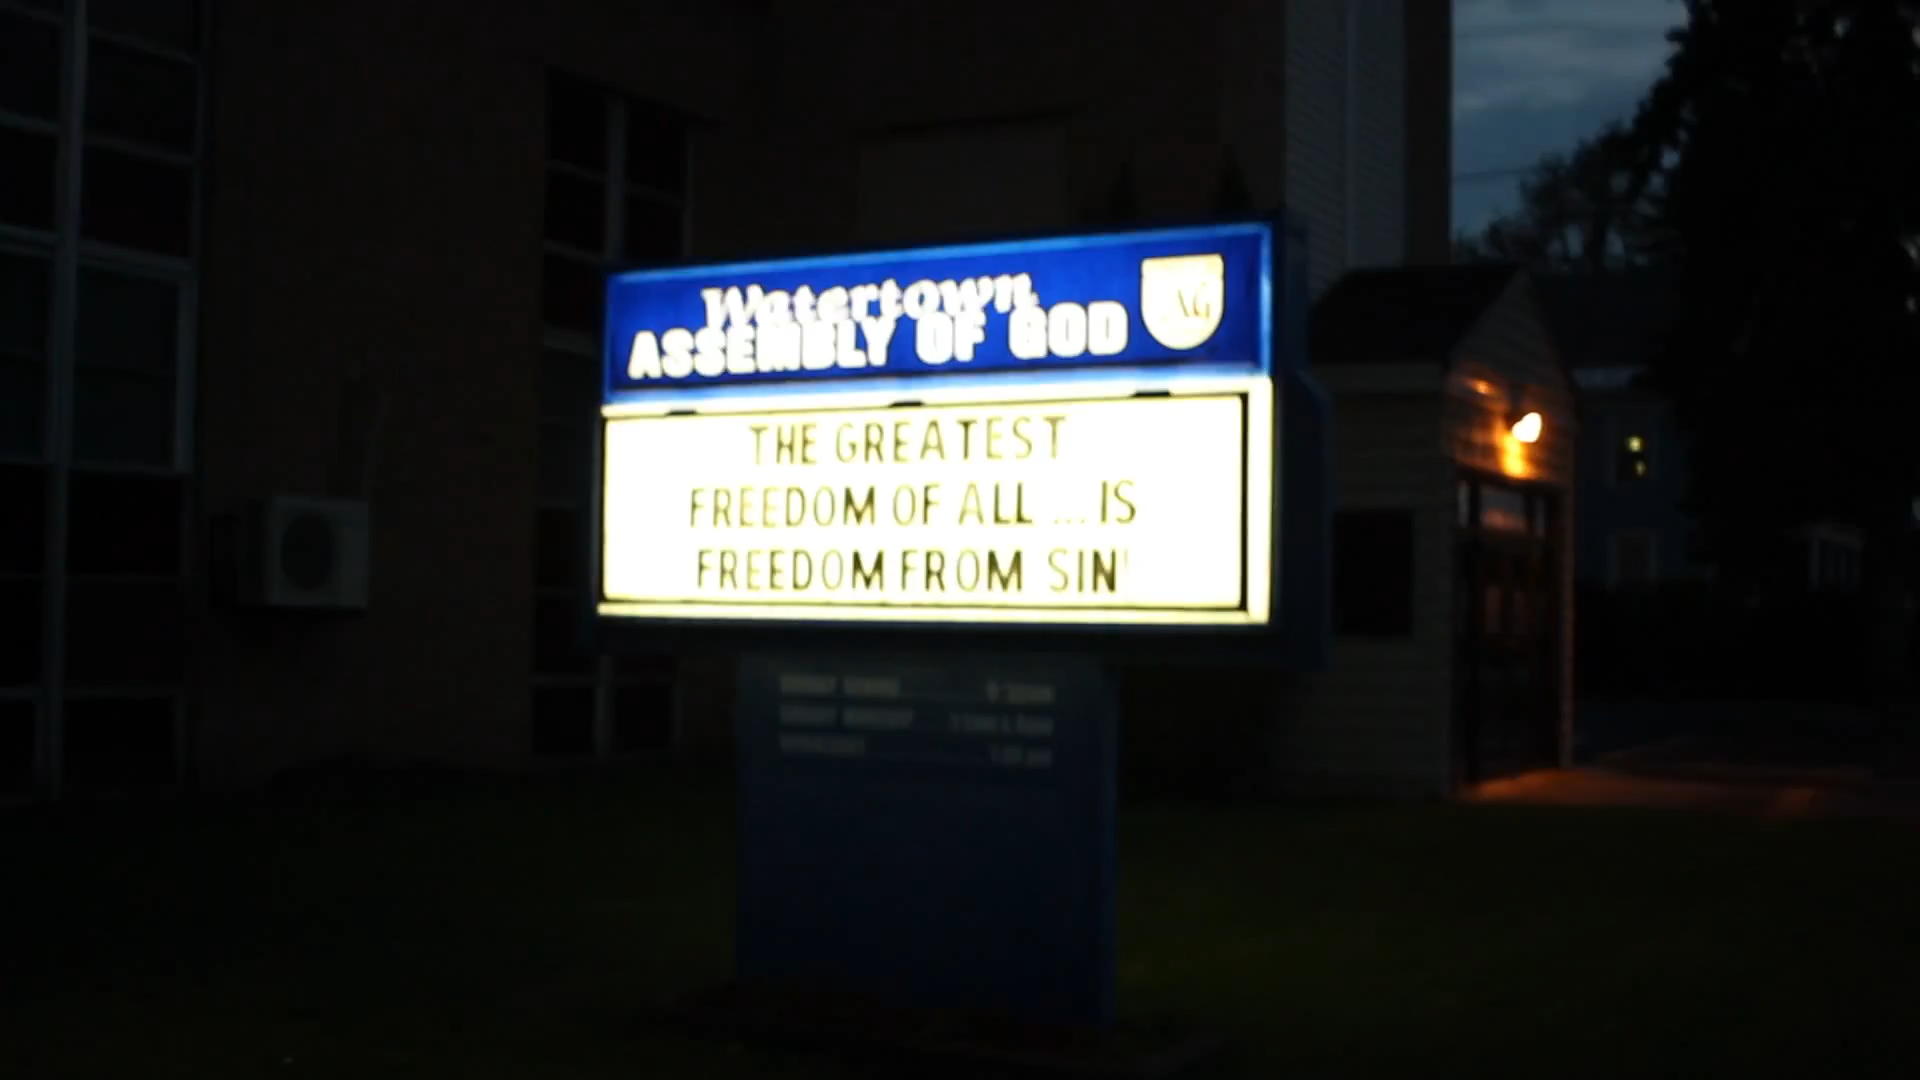 Watertown
ASSEMBLY OF GOD
AG
THE GREATEST
FREEDOM OF ALL ... IS
FREEDOM FROM SIN!